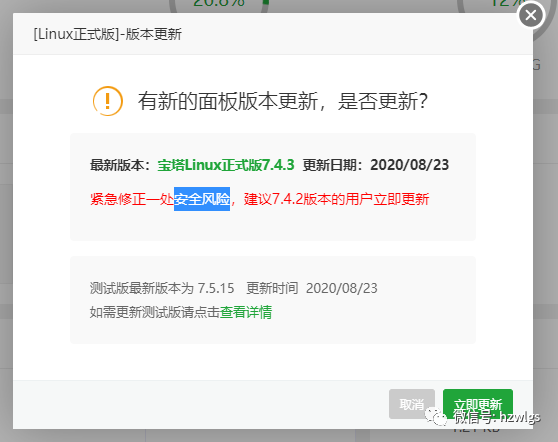 20.8%
12%
[Linux正式版]-版本更新
G
有新的面板版本更新，是否更新？
最新版本：宝塔Linux正式版7.4.3 更新日期：2020/08/23
紧急修正一处安全风险，建议7.4.2版本的用户立即更新
测试版最新版本为 7.5.15 更新时间 2020/08/23
如需更新测试版请点击查看详情
取消
立即更新
微信号: hzwlgs
1.21 KB